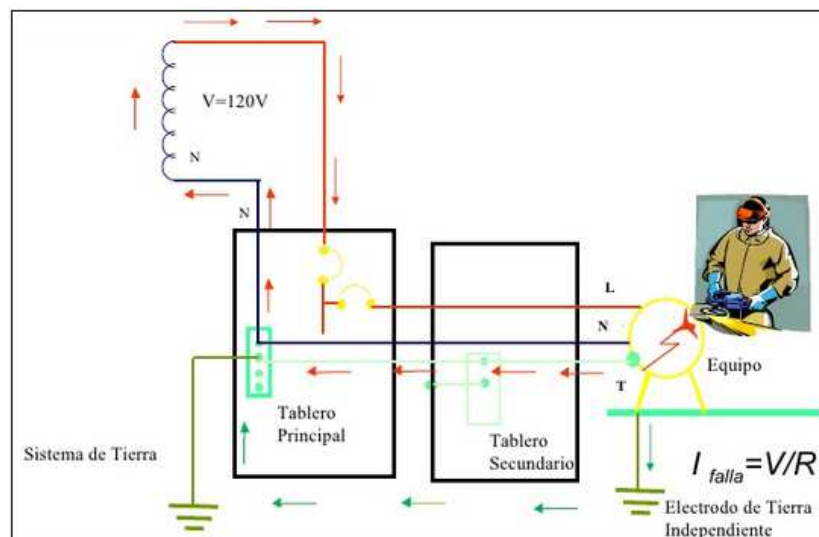 V=120V
N
N
L
N
Equipo
T
Tablero
Principal
Tablero
Secundario
Sistema de Tierra
I falla=V/R
Electrodo de Tierra
Independiente